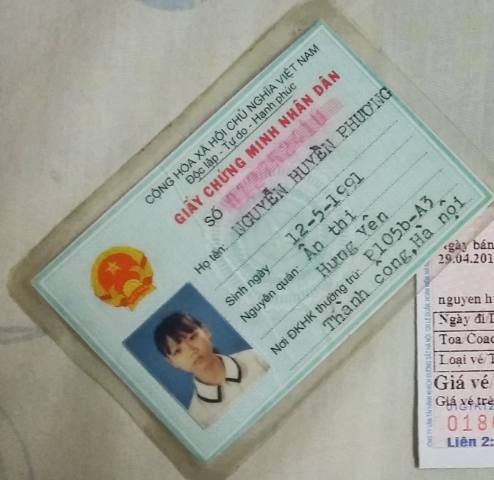 CỘNG HÒA XÃ HỘI CHỦ NGHĨA VIỆT NAM
Độc lập - Tự do - Hạnh phúc
GIẤY CHỨNG MINH NHÂN DÂN
SỐ
Họ tên: NGUYỄN HUYỀN PHƯƠNG
Sinh ngày 12-5-1991
Nguyên quán: Ân thi
Hưng Yên
Nơi ĐKHK thường trú: P105b-A3
Thành công, Hà nội
gày bán
29.04.201
nguyen h
Ngày đi/
Toa/Coac
Loại vé/T
Giá vé/
Giá vé trê
018
Liên 2: